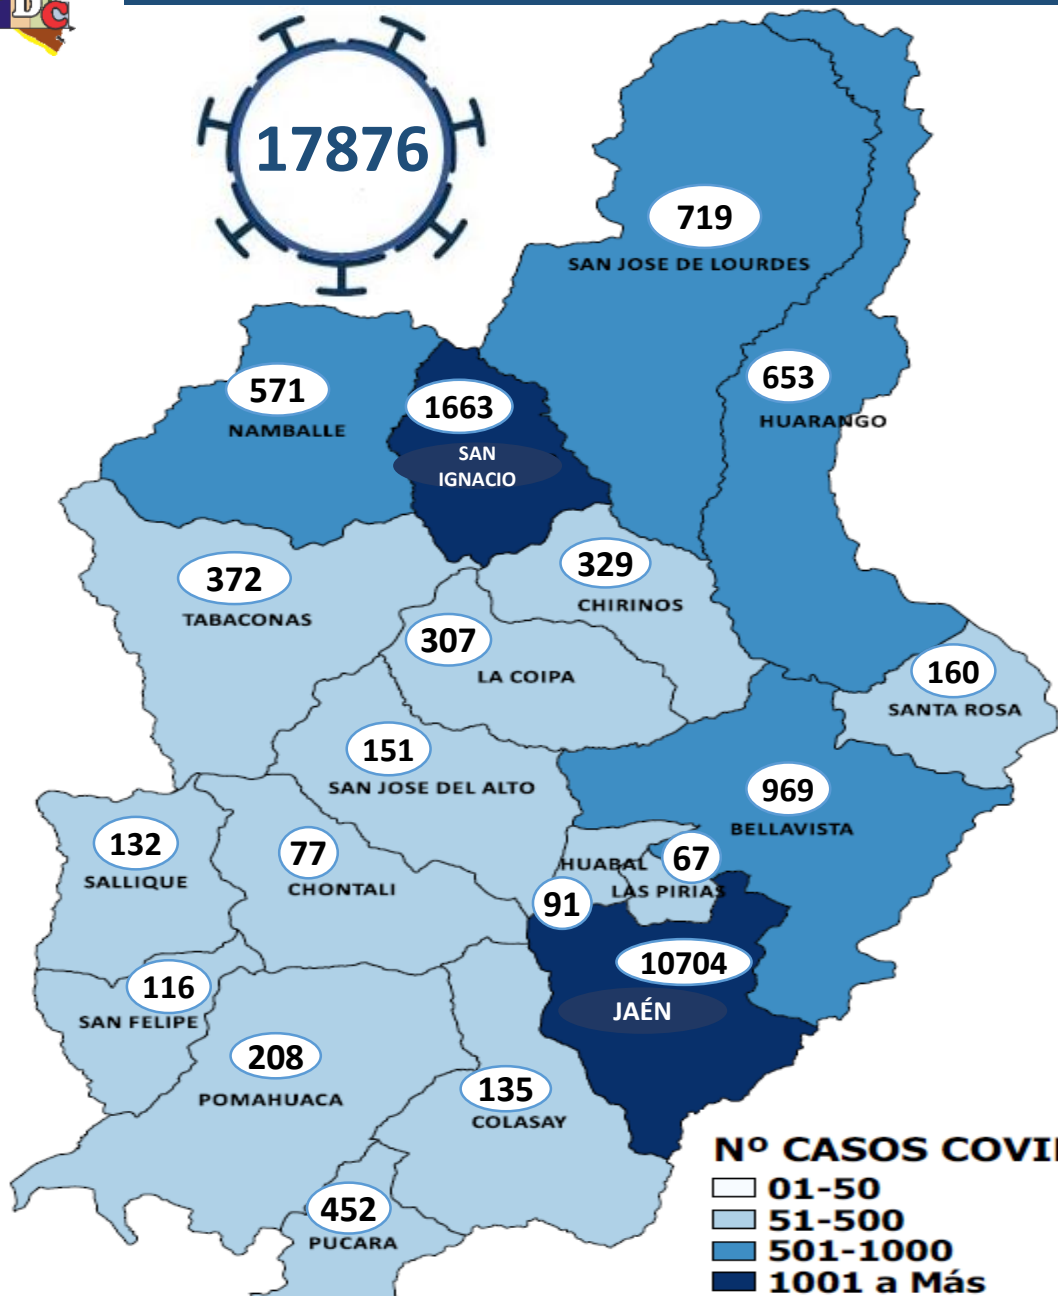 DC
17876
719
SAN JOSE DE LOURDES
571
NAMBALLE
1663
SAN
IGNACIO
653
HUARANGO
372
TABACONAS
329
CHIRINOS
307
LA COIPA
160
SANTA ROSA
151
SAN JOSE DEL ALTO
969
BELLAVISTA
132
SALLIQUE
77
CHONTALI
HUABAL
67
LAS PIRIAS
91
10704
JAÉN
116
SAN FELIPE
208
POMAHUACA
135
COLASAY
452
PUCARA
Nº CASOS COVI
01-50
51-500
501-1000
1001 a Más